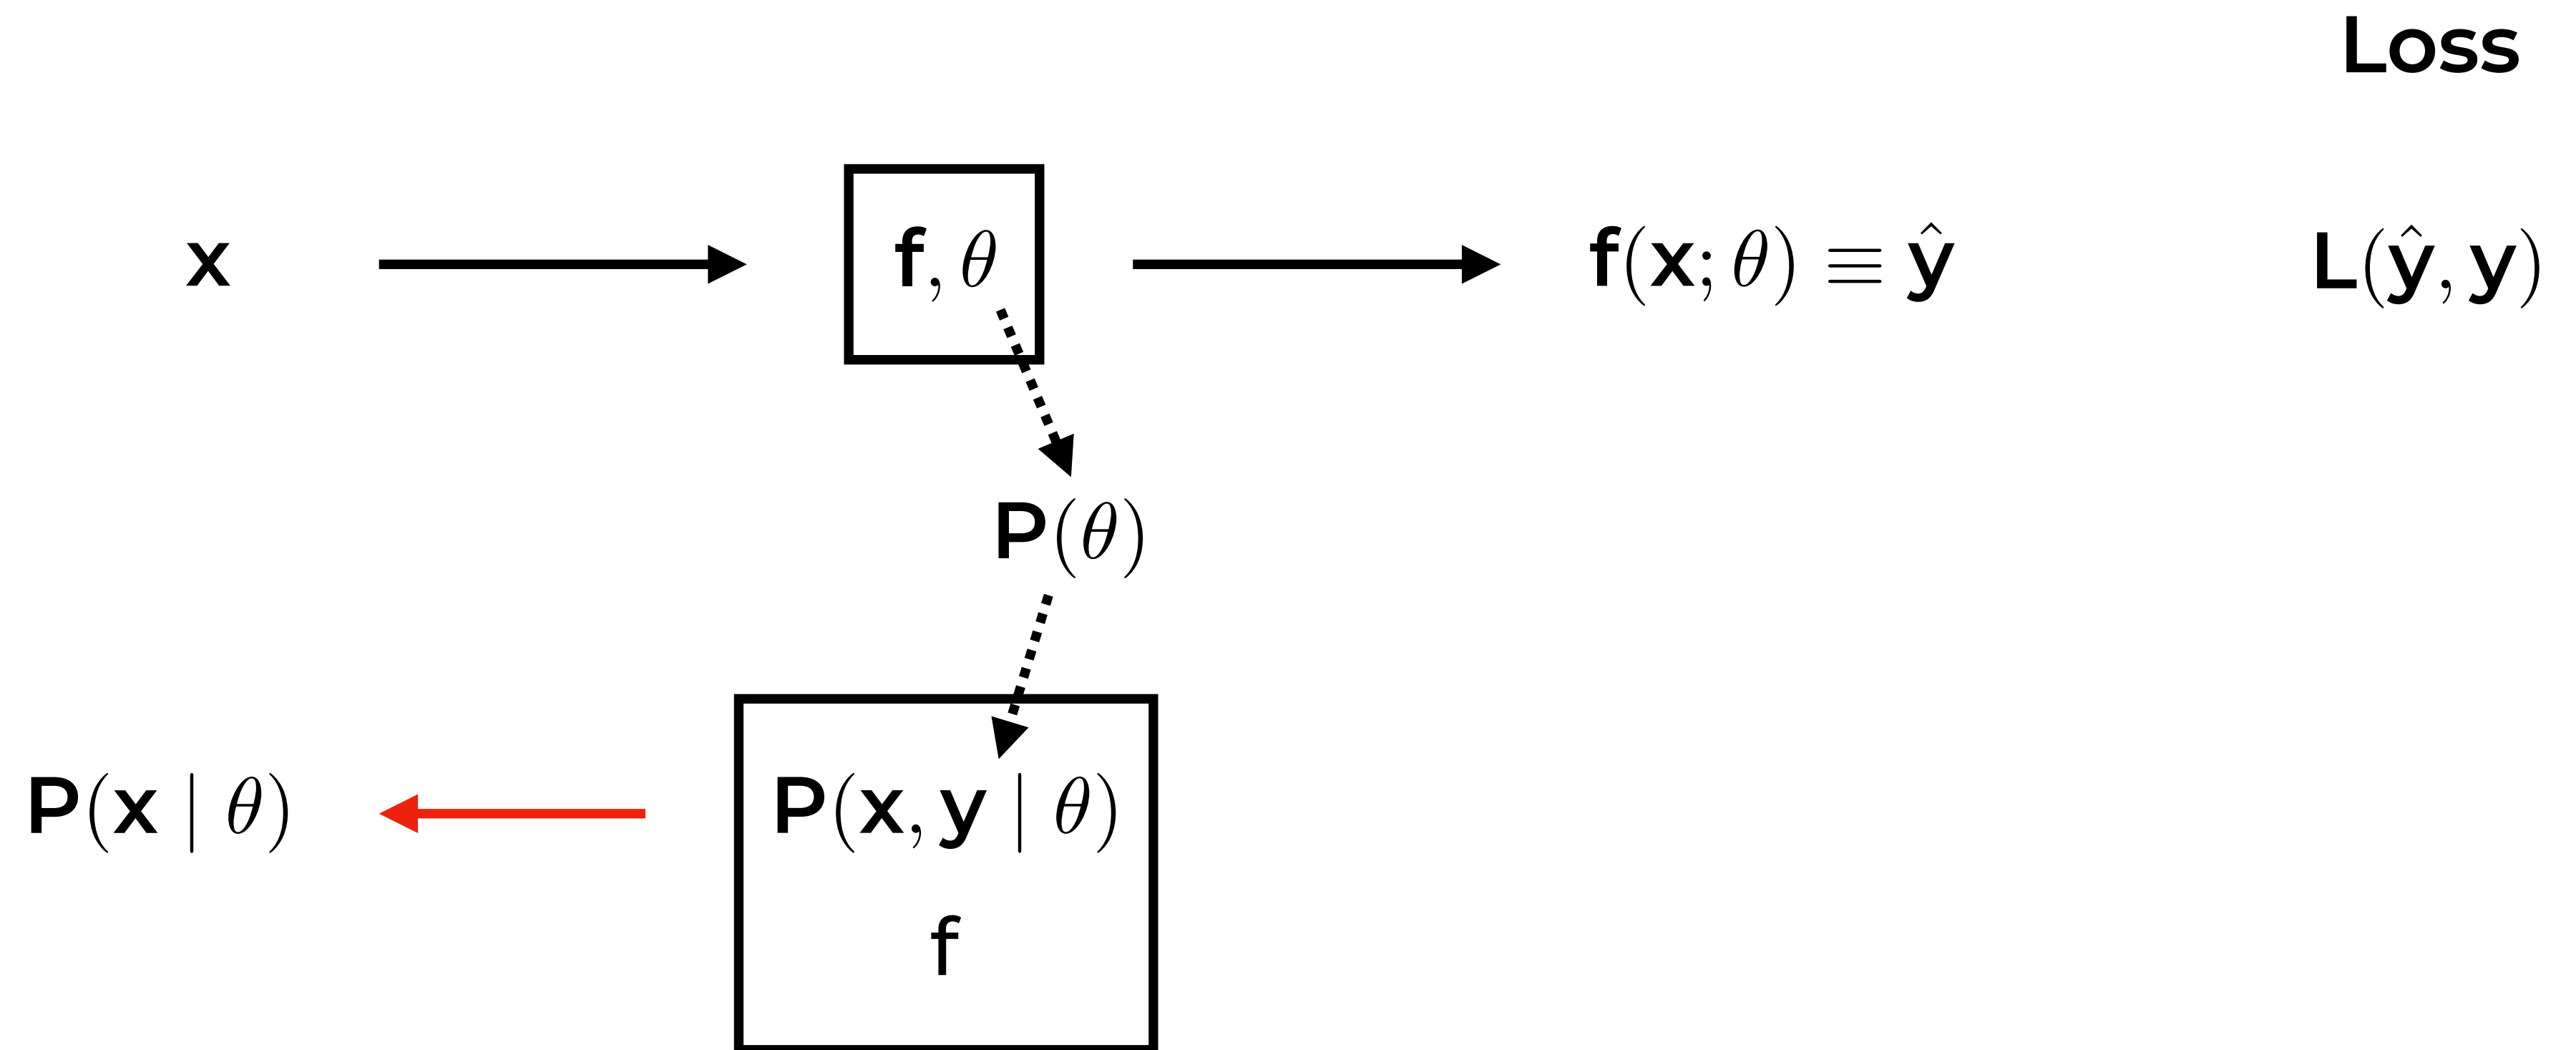 Loss
x f, θ f(x; θ) ≡ ŷ L(ŷ, y)
P(θ)
P(x | θ) P(x, y | θ)
f